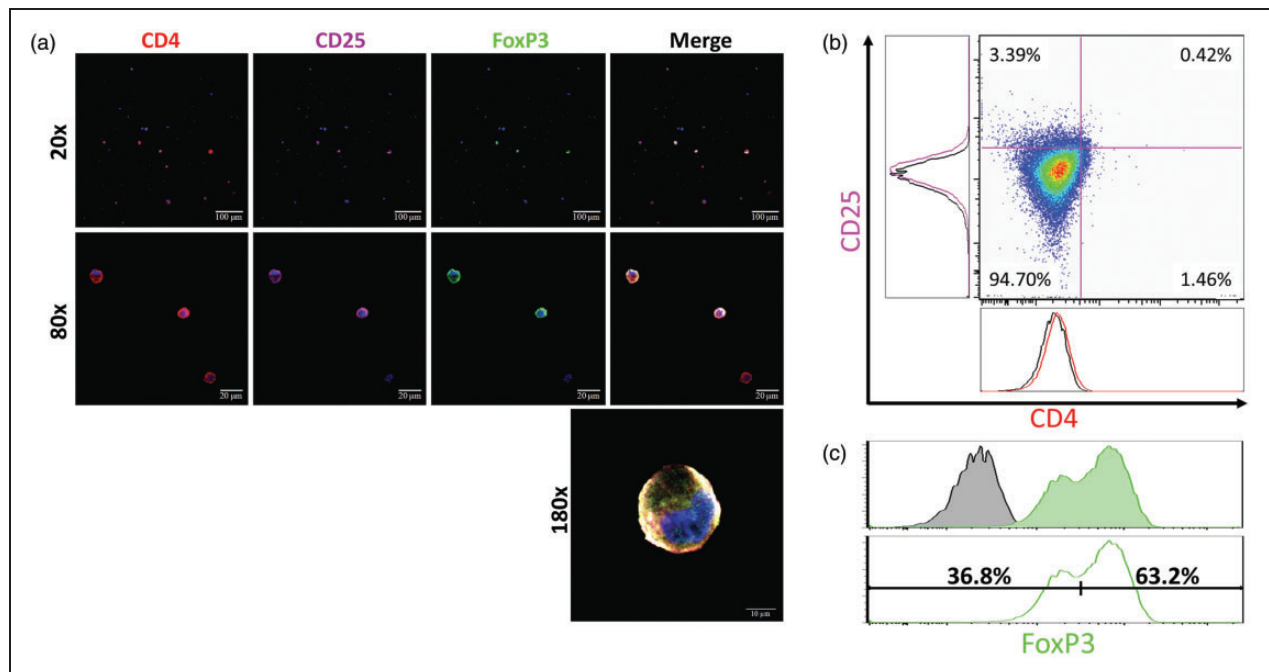 (a)
CD4 CD25 FoxP3 Merge
20x
100 µm 100 µm 100 µm 100 µm
80x
20 µm 20 µm 20 µm 20 µm
180x
10 µm
(b)
3.39% 0.42%
CD25
94.70% 1.46%
CD4
(c)
36.8% 63.2%
FoxP3